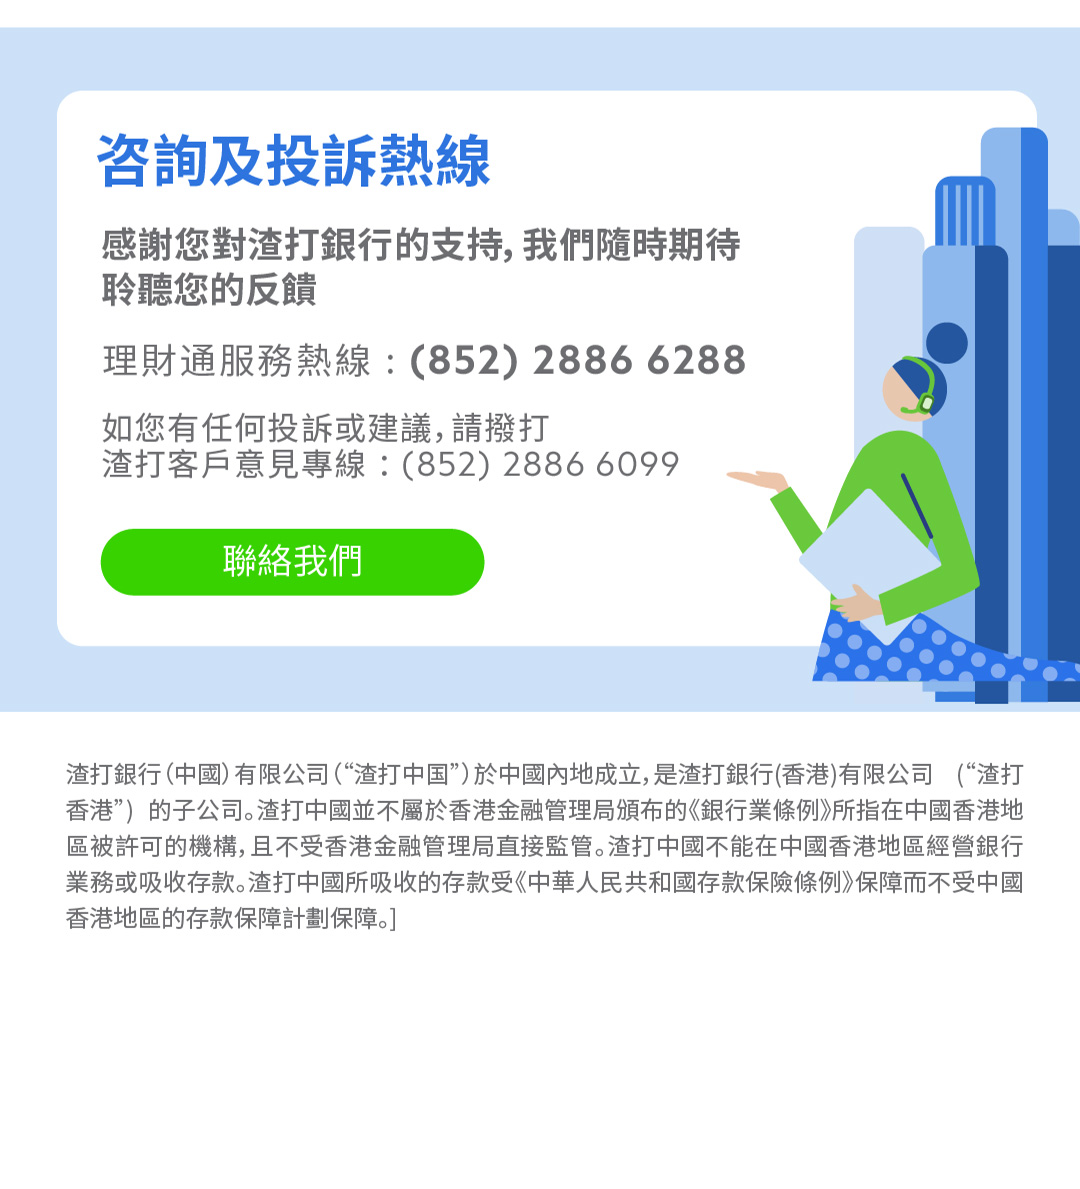 咨詢及投訴熱線
感謝您對渣打銀行的支持, 我們隨時期待
聆聽您的反饋
理財通服務熱線：(852) 2886 6288
如您有任何投訴或建議，請撥打
渣打客戶意見專線：(852) 2886 6099
聯絡我們
渣打銀行（中國）有限公司（“渣打中国”）於中國內地成立，是渣打銀行(香港)有限公司 (“渣打
香港”) 的子公司。渣打中國並不屬於香港金融管理局頒布的《銀行業條例》所指在中國香港地
區被許可的機構，且不受香港金融管理局直接監管。渣打中國不能在中國香港地區經營銀行
業務或吸收存款。渣打中國所吸收的存款受《中華人民共和國存款保險條例》保障而不受中國
香港地區的存款保障計劃保障。]